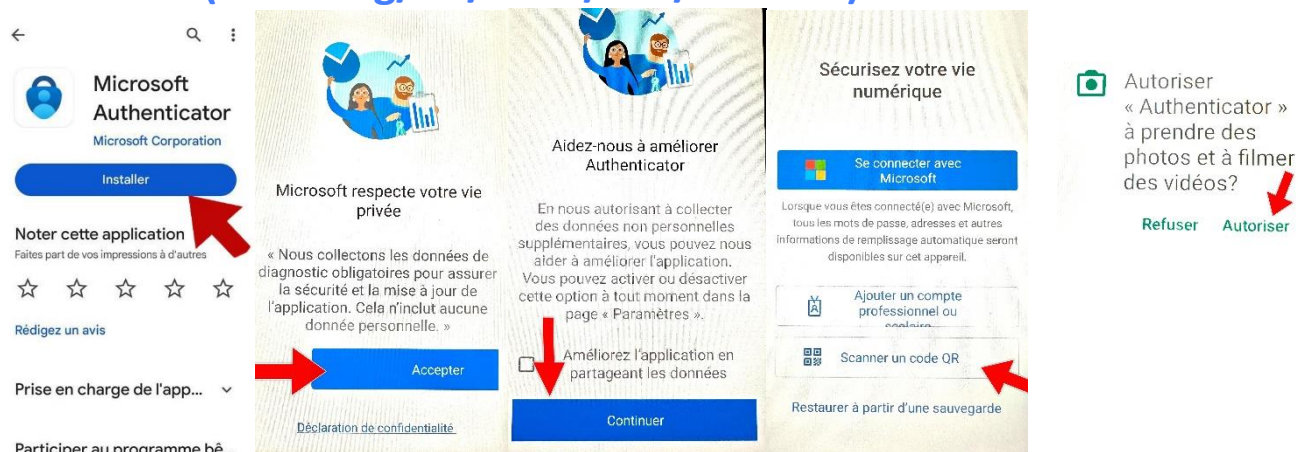 Microsoft
Authenticator
Microsoft Corporation
Installer
Noter cette application
Faites part de vos impressions à d'autres
Rédigez un avis
Prise en charge de l'app...
Participer au programme bê
Microsoft respecte votre vie
privée
« Nous collectons les données de
diagnostic obligatoires pour assurer
la sécurité et la mise à jour de
l'application. Cela n'inclut aucune
donnée personnelle. »
Accepter
Déclaration de confidentialité
Aidez-nous à améliorer
Authenticator
En nous autorisant à collecter
des données non personnelles
supplémentaires, vous pouvez nous
aider à améliorer l'application.
Vous pouvez activer ou désactiver
cette option à tout moment dans la
page « Paramètres ».
Améliorez l'application en
partageant les données
Continuer
Sécurisez votre vie
numérique
Se connecter avec
Microsoft
Lorsque vous êtes connecté(e) avec Microsoft,
tous les mots de passe, adresses et autres
informations de remplissage automatique seront
disponibles sur cet appareil.
Ajouter un compte
professionnel ou
scolaire
Scanner un code QR
Restaurer à partir d'une sauvegarde
Autoriser
« Authenticator »
à prendre des
photos et à filmer
des vidéos?
Refuser Autoriser